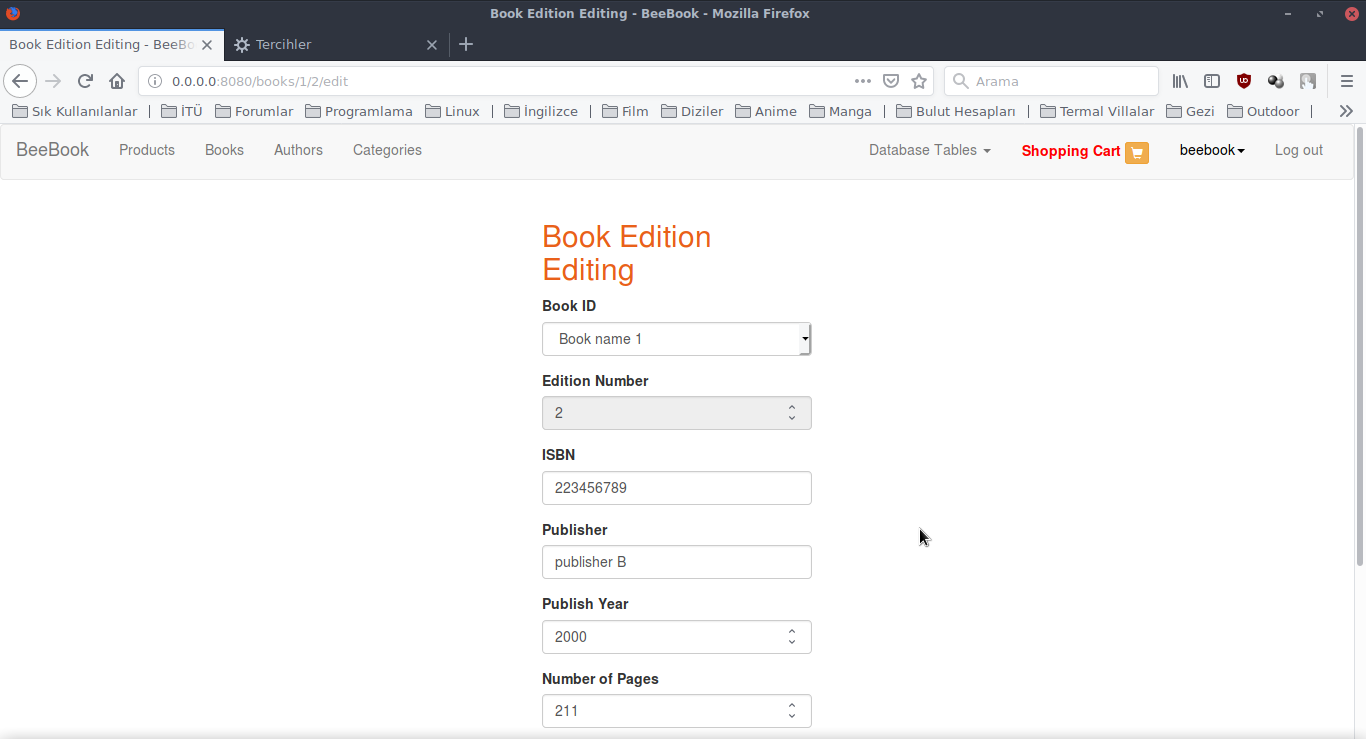 Book Edition Editing - BeeBook - Mozilla Firefox
Book Edition Editing - BeeBo
Tercihler
0.0.0.0:8080/books/1/2/edit
Arama
Sık Kullanılanlar | İTÜ Forumlar Programlama Linux | İngilizce | Film Diziler Anime Manga | Bulut Hesapları | Termal Villalar Gezi Outdoor |
BeeBook Products Books Authors Categories Database Tables Shopping Cart beebook Log out
Book Edition
Editing
Book ID
Book name 1
Edition Number
2
ISBN
223456789
Publisher
publisher B
Publish Year
2000
Number of Pages
211